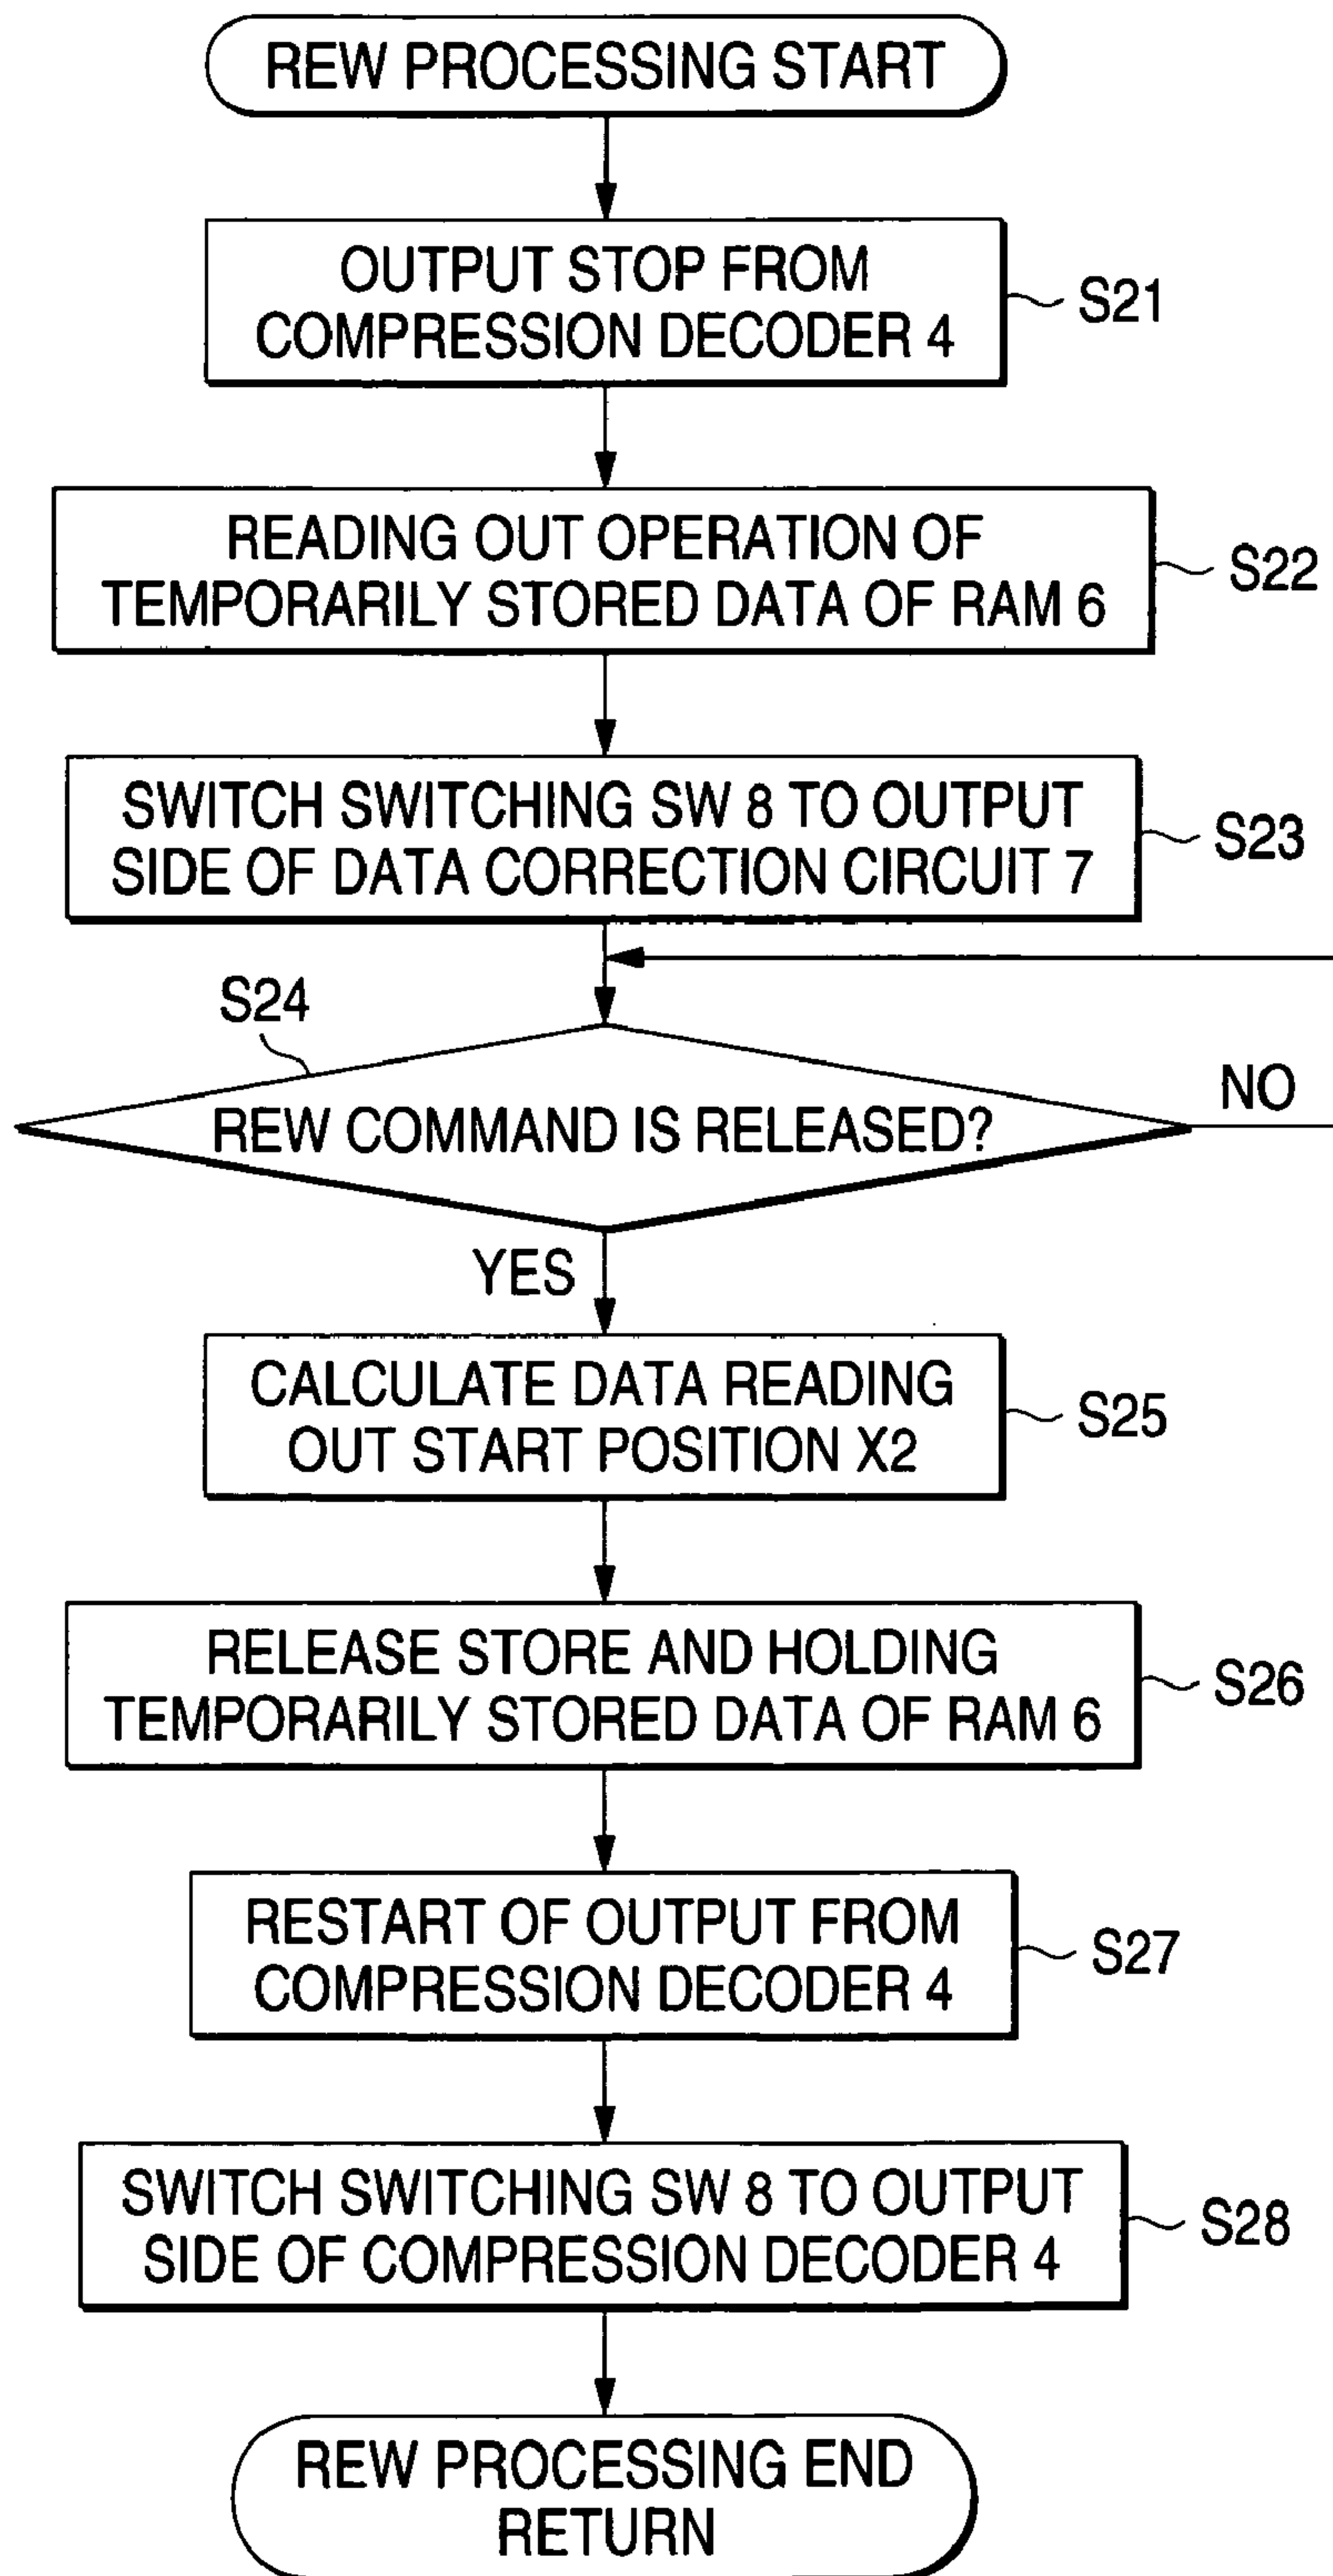 REW PROCESSING START
OUTPUT STOP FROM
COMPRESSION DECODER 4
S21
READING OUT OPERATION OF
TEMPORARILY STORED DATA OF RAM 6
S22
SWITCH SWITCHING SW 8 TO OUTPUT
SIDE OF DATA CORRECTION CIRCUIT 7
S23
S24
REW COMMAND IS RELEASED?
NO
YES
CALCULATE DATA READING
OUT START POSITION X2
S25
RELEASE STORE AND HOLDING
TEMPORARILY STORED DATA OF RAM 6
S26
RESTART OF OUTPUT FROM
COMPRESSION DECODER 4
S27
SWITCH SWITCHING SW 8 TO OUTPUT
SIDE OF COMPRESSION DECODER 4
S28
REW PROCESSING END
RETURN